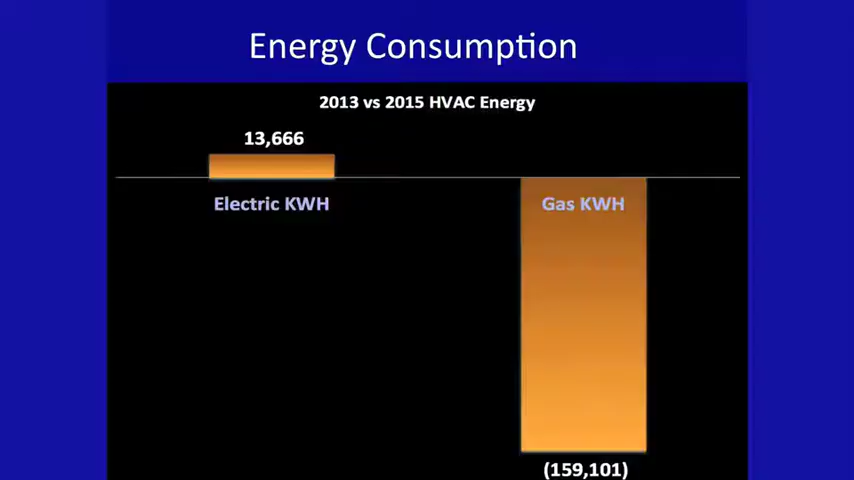 Energy Consumption
2013 vs 2015 HVAC Energy
13,666
Electric KWH
Gas KWH
(159,101)